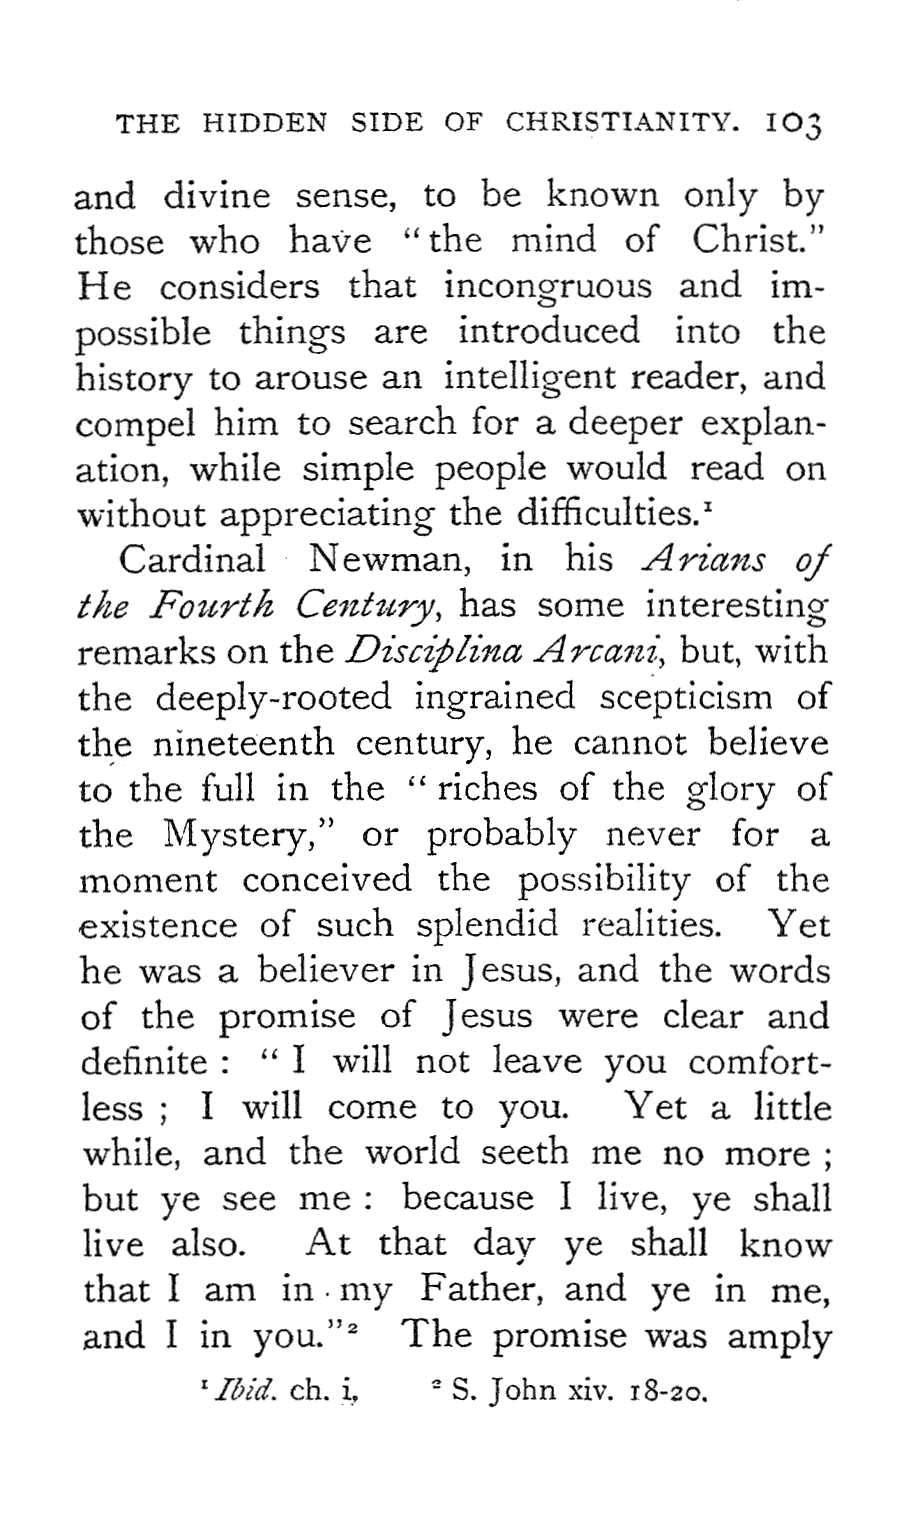 THE HIDDEN SIDE OF CHRISTIANITY. 103
and divine sense, to be known only by
those who have "the mind of Christ."
He considers that incongruous and im-
possible things are introduced into the
history to arouse an intelligent reader, and
compel him to search for a deeper explan-
ation, while simple people would read on
without appreciating the difficulties.¹
Cardinal Newman, in his Arians of
the Fourth Century, has some interesting
remarks on the Disciplina Arcani, but, with
the deeply-rooted ingrained scepticism of
the nineteenth century, he cannot believe
to the full in the "riches of the glory of
the Mystery," or probably never for a
moment conceived the possibility of the
existence of such splendid realities. Yet
he was a believer in Jesus, and the words
of the promise of Jesus were clear and
definite : "I will not leave you comfort-
less ; I will come to you. Yet a little
while, and the world seeth me no more ;
but ye see me : because I live, ye shall
live also. At that day ye shall know
that I am in my Father, and ye in me,
and I in you."² The promise was amply
¹ Ibid. ch. i. ² S. John xiv. 18-20.